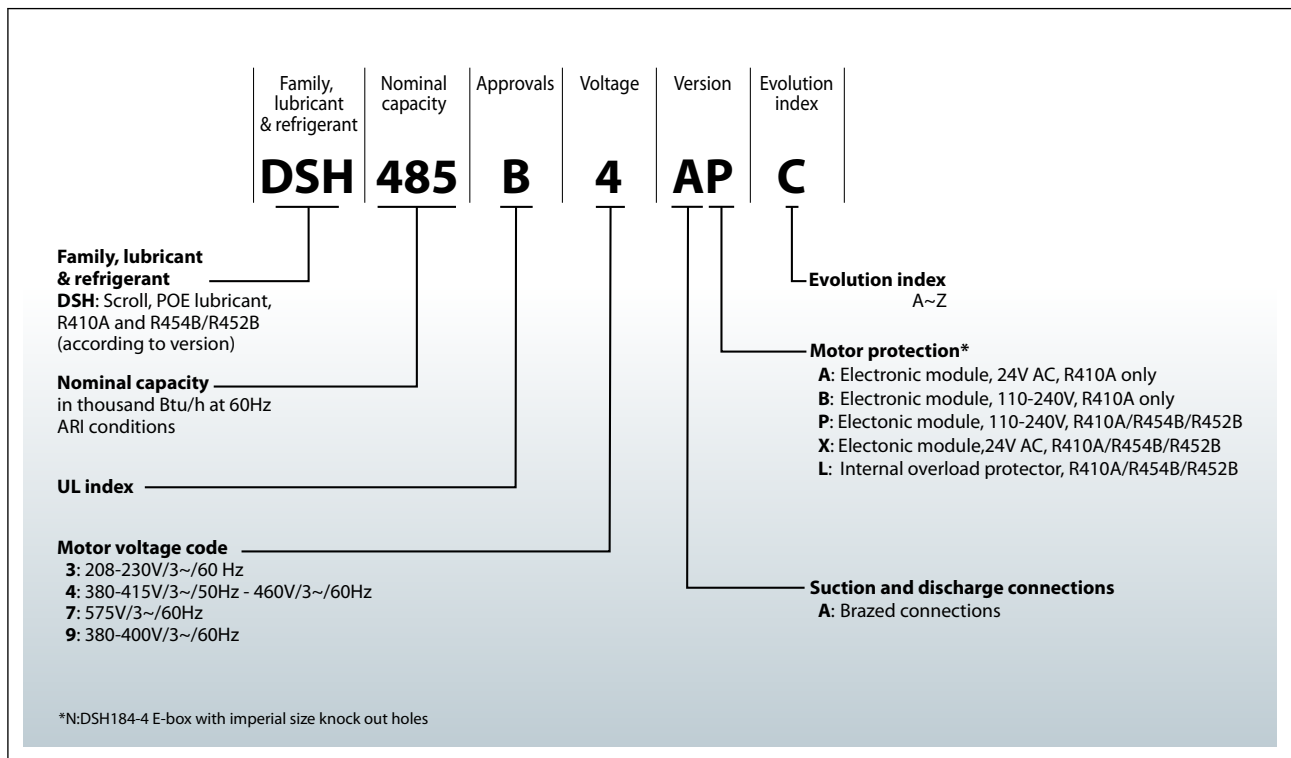 Family,
lubricant
& refrigerant
Nominal
capacity
Approvals
Voltage
Version
Evolution
index
DSH 485 B 4 AP C
Family, lubricant
& refrigerant
DSH: Scroll, POE lubricant,
R410A and R454B/R452B
(according to version)
Nominal capacity
in thousand Btu/h at 60Hz
ARI conditions
UL index
Motor voltage code
3: 208-230V/3~/60 Hz
4: 380-415V/3~/50Hz - 460V/3~/60Hz
7: 575V/3~/60Hz
9: 380-400V/3~/60Hz
Evolution index
A~Z
Motor protection*
A: Electronic module, 24V AC, R410A only
B: Electronic module, 110-240V, R410A only
P: Electonic module, 110-240V, R410A/R454B/R452B
X: Electonic module,24V AC, R410A/R454B/R452B
L: Internal overload protector, R410A/R454B/R452B
Suction and discharge connections
A: Brazed connections
*N:DSH184-4 E-box with imperial size knock out holes